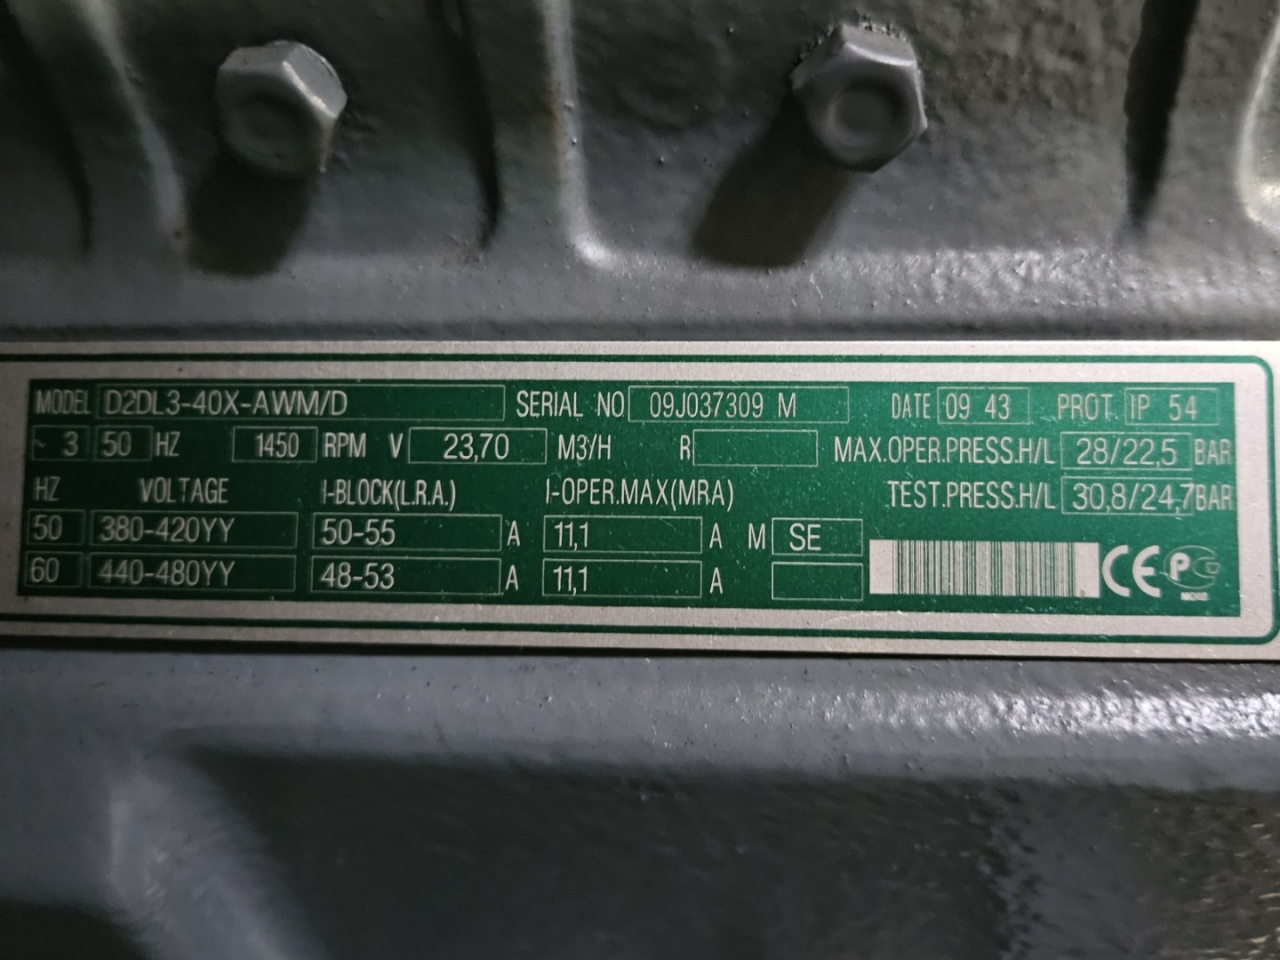 MODEL D2DL3-40X-AWM/D SERIAL NO 09J037309 M DATE 09 43 PROT. IP 54
~ 3 50 HZ 1450 RPM V 23,70 M3/H R MAX.OPER.PRESS.H/L 28/22,5 BAR
HZ VOLTAGE I-BLOCK(L.R.A.) I-OPER.MAX(MRA) TEST.PRESS.H/L 30,8/24,7 BAR
50 380-420YY 50-55 A 11,1 A M SE
60 440-480YY 48-53 A 11,1 A CE